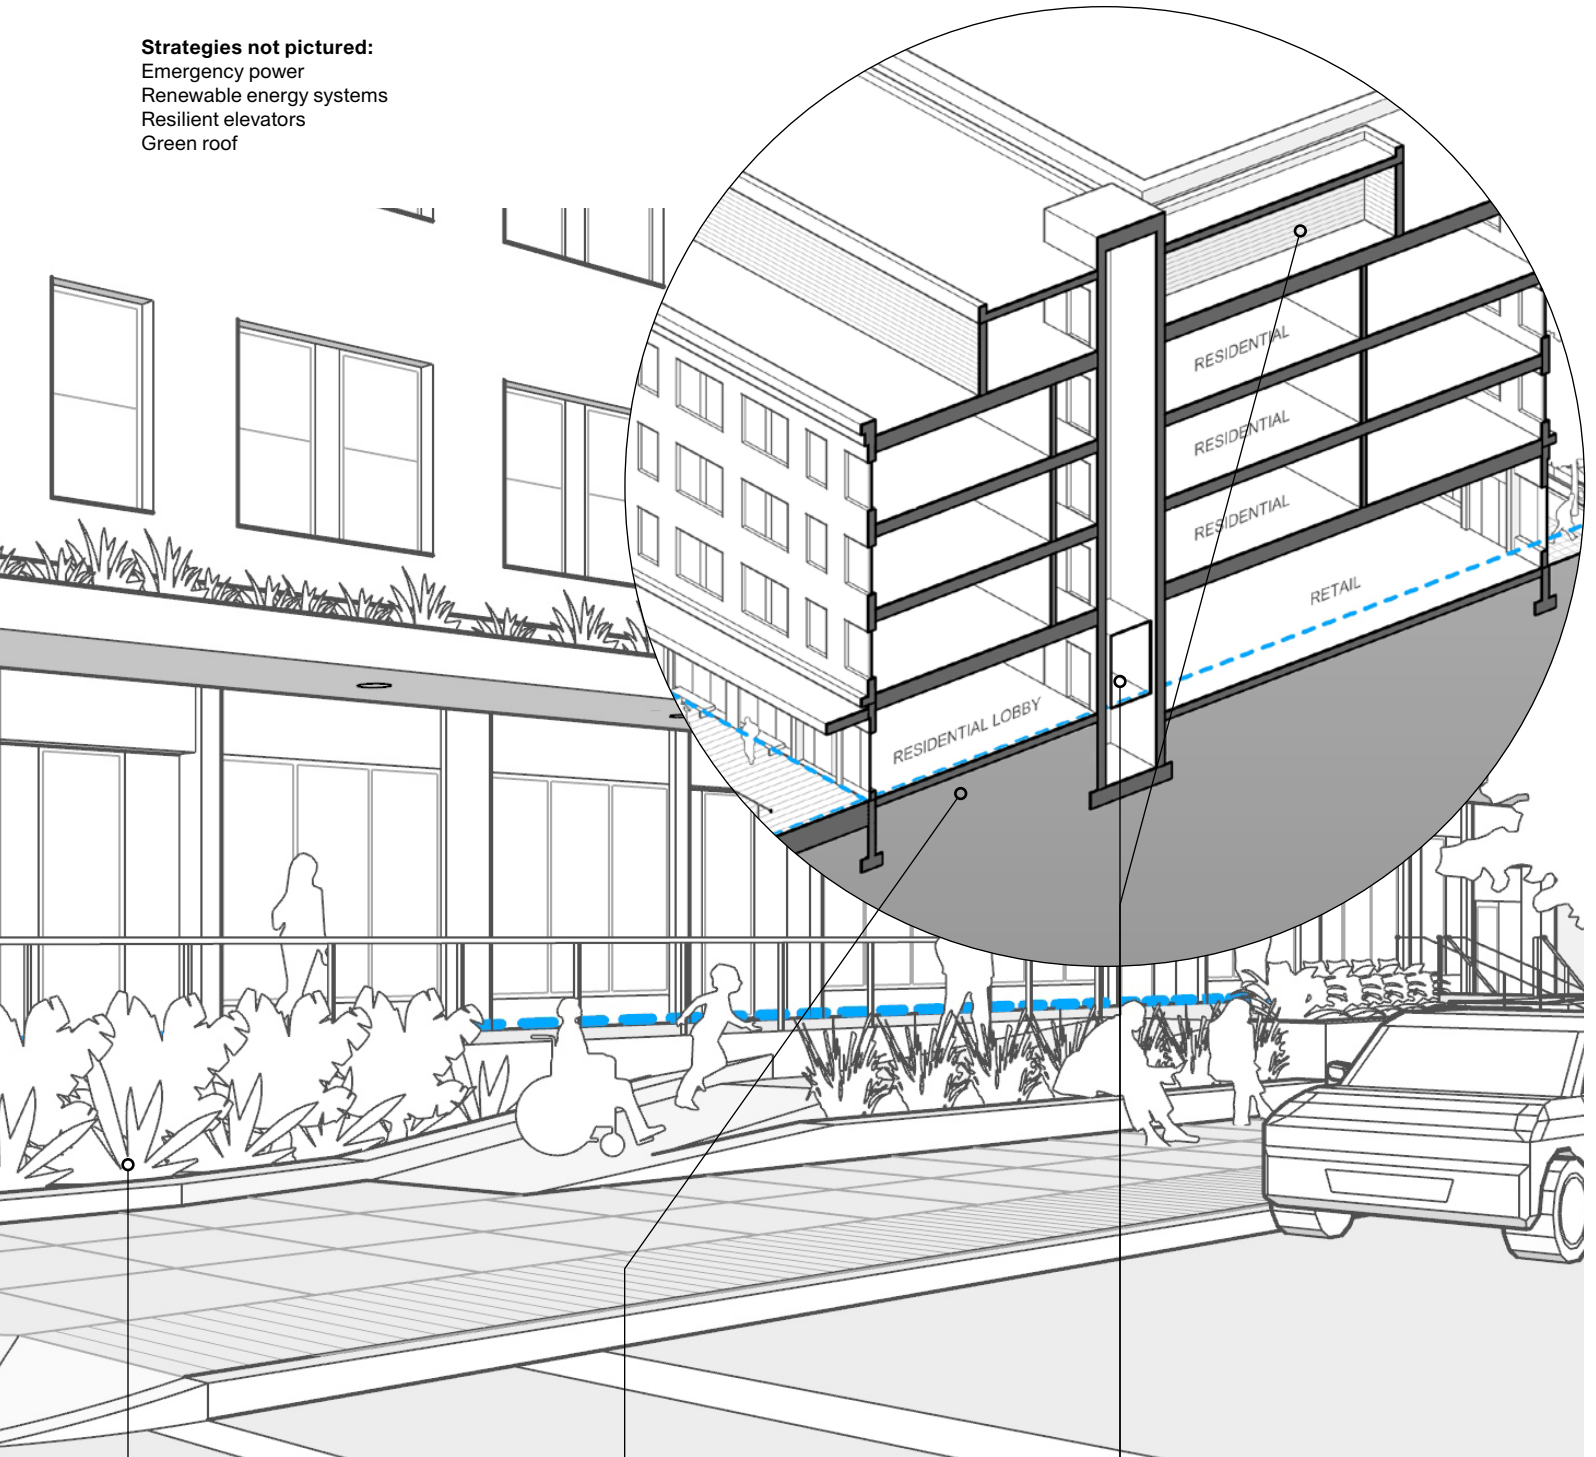 Strategies not pictured:
Emergency power
Renewable energy systems
Resilient elevators
Green roof
RESIDENTIAL
RESIDENTIAL
RESIDENTIAL
RETAIL
RESIDENTIAL LOBBY